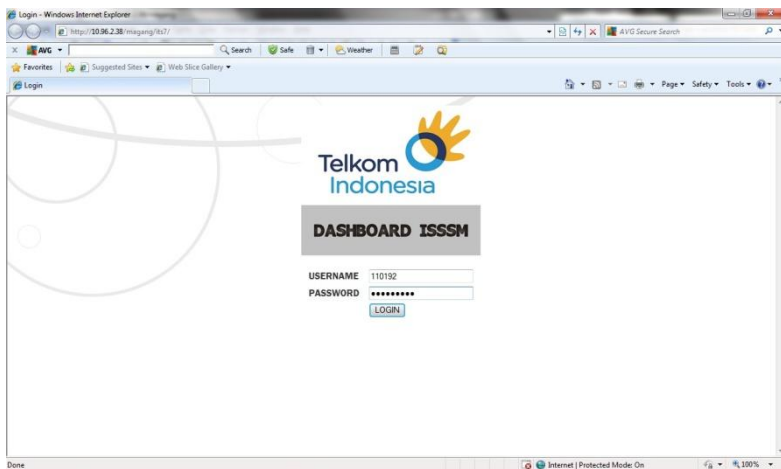 Login - Windows Internet Explorer
http://10.96.2.38/magang/its7/
AVG Secure Search
AVG Search Safe Weather
Favorites Suggested Sites Web Slice Gallery
Login Page Safety Tools
Telkom
Indonesia
DASHBOARD ISSSM
USERNAME 110192
PASSWORD •••••••••
LOGIN
Done Internet | Protected Mode: On 100%